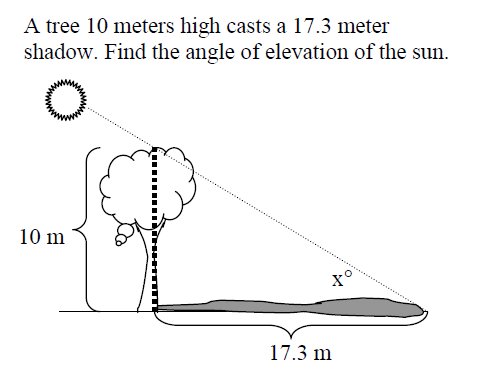 A tree 10 meters high casts a 17.3 meter
shadow. Find the angle of elevation of the sun.
10 m
x°
17.3 m